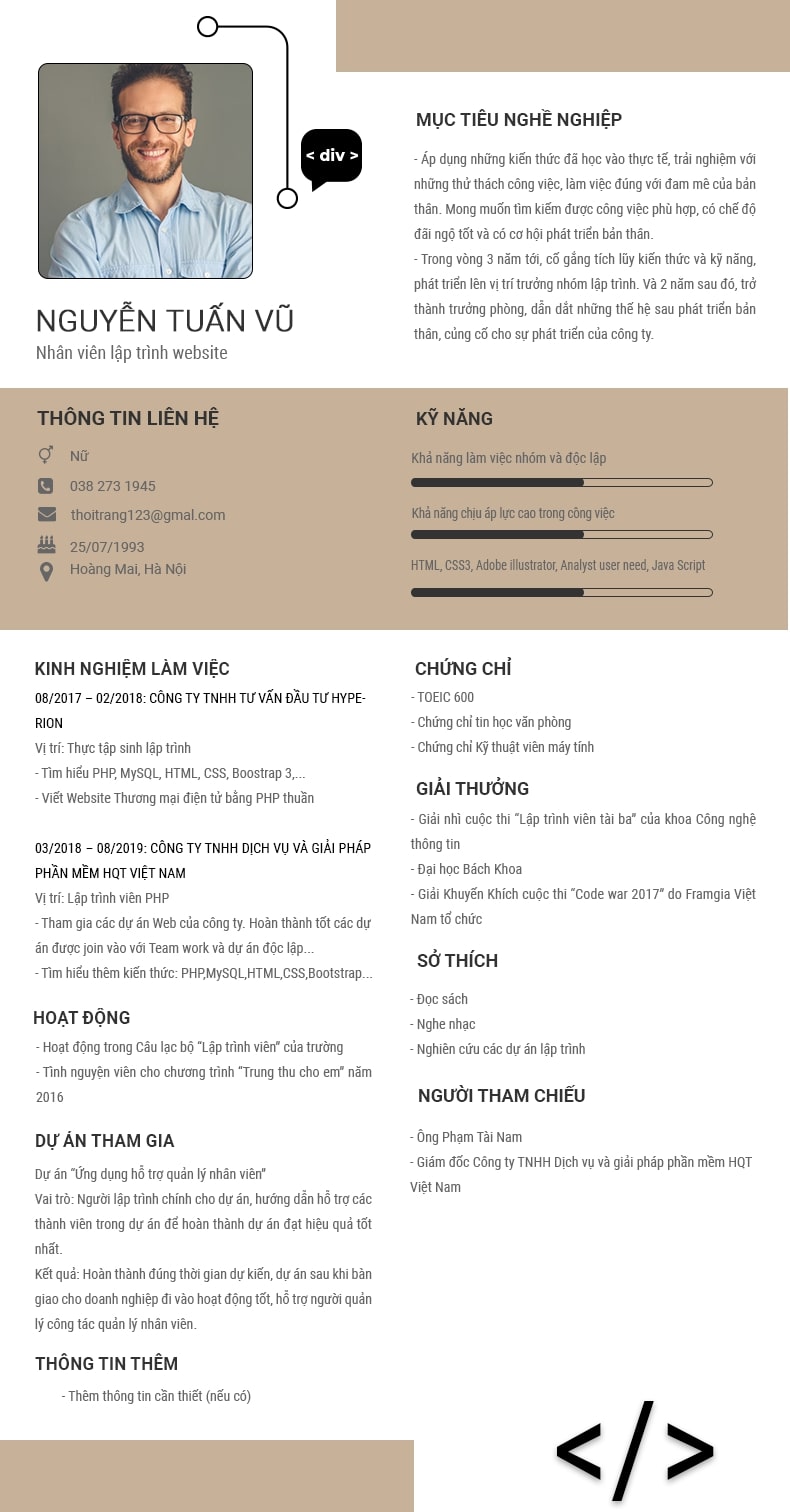 < div >
NGUYỄN TUẤN VŨ
Nhân viên lập trình website
MỤC TIÊU NGHỀ NGHIỆP
- Áp dụng những kiến thức đã học vào thực tế, trải nghiệm với
những thử thách công việc, làm việc đúng với đam mê của bản
thân. Mong muốn tìm kiếm được công việc phù hợp, có chế độ
đãi ngộ tốt và có cơ hội phát triển bản thân.
- Trong vòng 3 năm tới, cố gắng tích lũy kiến thức và kỹ năng,
phát triển lên vị trí trưởng nhóm lập trình. Và 2 năm sau đó, trở
thành trưởng phòng, dẫn dắt những thế hệ sau phát triển bản
thân, củng cố cho sự phát triển của công ty.
THÔNG TIN LIÊN HỆ
Nữ
038 273 1945
thoitrang123@gmal.com
25/07/1993
Hoàng Mai, Hà Nội
KỸ NĂNG
Khả năng làm việc nhóm và độc lập
Khả năng chịu áp lực cao trong công việc
HTML, CSS3, Adobe illustrator, Analyst user need, Java Script
KINH NGHIỆM LÀM VIỆC
08/2017 – 02/2018: CÔNG TY TNHH TƯ VẤN ĐẦU TƯ HYPE-
RION
Vị trí: Thực tập sinh lập trình
- Tìm hiểu PHP, MySQL, HTML, CSS, Boostrap 3,...
- Viết Website Thương mại điện tử bằng PHP thuần
03/2018 – 08/2019: CÔNG TY TNHH DỊCH VỤ VÀ GIẢI PHÁP
PHẦN MỀM HQT VIỆT NAM
Vị trí: Lập trình viên PHP
- Tham gia các dự án Web của công ty. Hoàn thành tốt các dự
án được join vào với Team work và dự án độc lập...
- Tìm hiểu thêm kiến thức: PHP,MySQL,HTML,CSS,Bootstrap...
HOẠT ĐỘNG
- Hoạt động trong Câu lạc bộ “Lập trình viên” của trường
- Tình nguyện viên cho chương trình “Trung thu cho em” năm
2016
DỰ ÁN THAM GIA
Dự án “Ứng dụng hỗ trợ quản lý nhân viên”
Vai trò: Người lập trình chính cho dự án, hướng dẫn hỗ trợ các
thành viên trong dự án để hoàn thành dự án đạt hiệu quả tốt
nhất.
Kết quả: Hoàn thành đúng thời gian dự kiến, dự án sau khi bàn
giao cho doanh nghiệp đi vào hoạt động tốt, hỗ trợ người quản
lý công tác quản lý nhân viên.
THÔNG TIN THÊM
- Thêm thông tin cần thiết (nếu có)
CHỨNG CHỈ
- TOEIC 600
- Chứng chỉ tin học văn phòng
- Chứng chỉ Kỹ thuật viên máy tính
GIẢI THƯỞNG
- Giải nhì cuộc thi “Lập trình viên tài ba” của khoa Công nghệ
thông tin
- Đại học Bách Khoa
- Giải Khuyến Khích cuộc thi “Code war 2017” do Framgia Việt
Nam tổ chức
SỞ THÍCH
- Đọc sách
- Nghe nhạc
- Nghiên cứu các dự án lập trình
NGƯỜI THAM CHIẾU
- Ông Phạm Tài Nam
- Giám đốc Công ty TNHH Dịch vụ và giải pháp phần mềm HQT
Việt Nam
</>